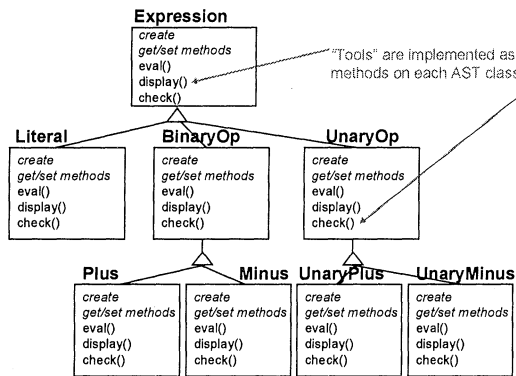 Expression
create
get/set methods
eval()
display()
check()
"Tools" are implemented as
methods on each AST class
Literal
create
get/set methods
eval()
display()
check()
BinaryOp
create
get/set methods
eval()
display()
check()
UnaryOp
create
get/set methods
eval()
display()
check()
Plus
create
get/set methods
eval()
display()
check()
Minus
create
get/set methods
eval()
display()
check()
UnaryPlus
create
get/set methods
eval()
display()
check()
UnaryMinus
create
get/set methods
eval()
display()
check()